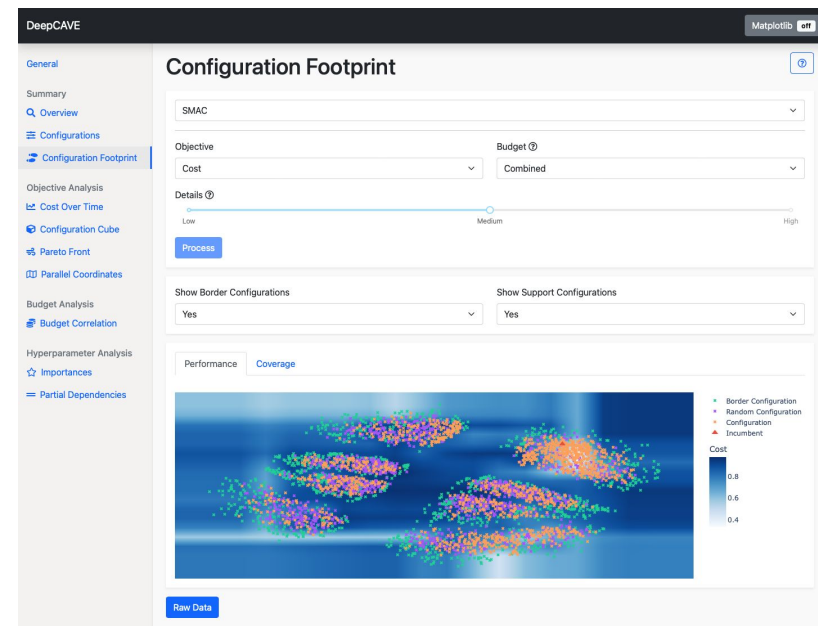 DeepCAVE
Matplotlib off
General
Summary
Overview
Configurations
Configuration Footprint
Objective Analysis
Cost Over Time
Configuration Cube
Pareto Front
Parallel Coordinates
Budget Analysis
Budget Correlation
Hyperparameter Analysis
Importances
Partial Dependencies
Configuration Footprint
SMAC
Objective
Budget
Cost
Combined
Details
Low
Medium
High
Process
Show Border Configurations
Show Support Configurations
Yes
Yes
Performance
Coverage
Border Configuration
Random Configuration
Configuration
Incumbent
Cost
0.8
0.6
0.4
Raw Data